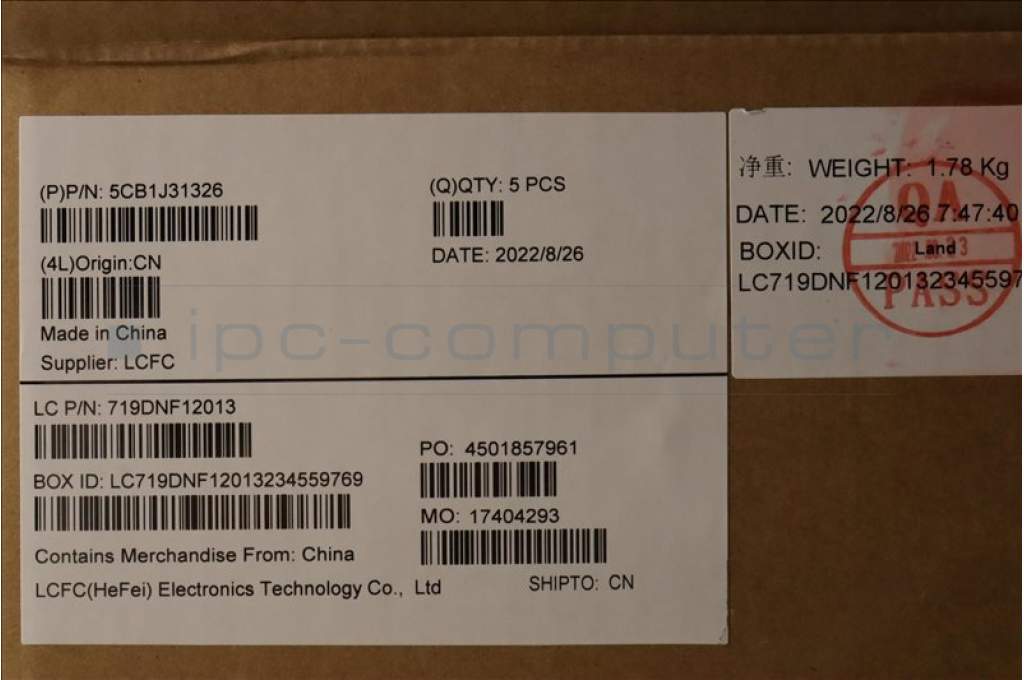 (P)P/N: 5CB1J31326
(Q)QTY: 5 PCS
(4L)Origin:CN
DATE: 2022/8/26
Made in China
Supplier: LCFC
LC P/N: 719DNF12013
PO: 4501857961
BOX ID: LC719DNF12013234559769
MO: 17404293
Contains Merchandise From: China
LCFC(HeFei) Electronics Technology Co., Ltd
SHIPTO: CN
净重: WEIGHT: 1.78 Kg
DATE: 2022/8/26 7:47:40
BOXID:
Land
LC719DNF120132345597
QA
PASS
ipc-computer